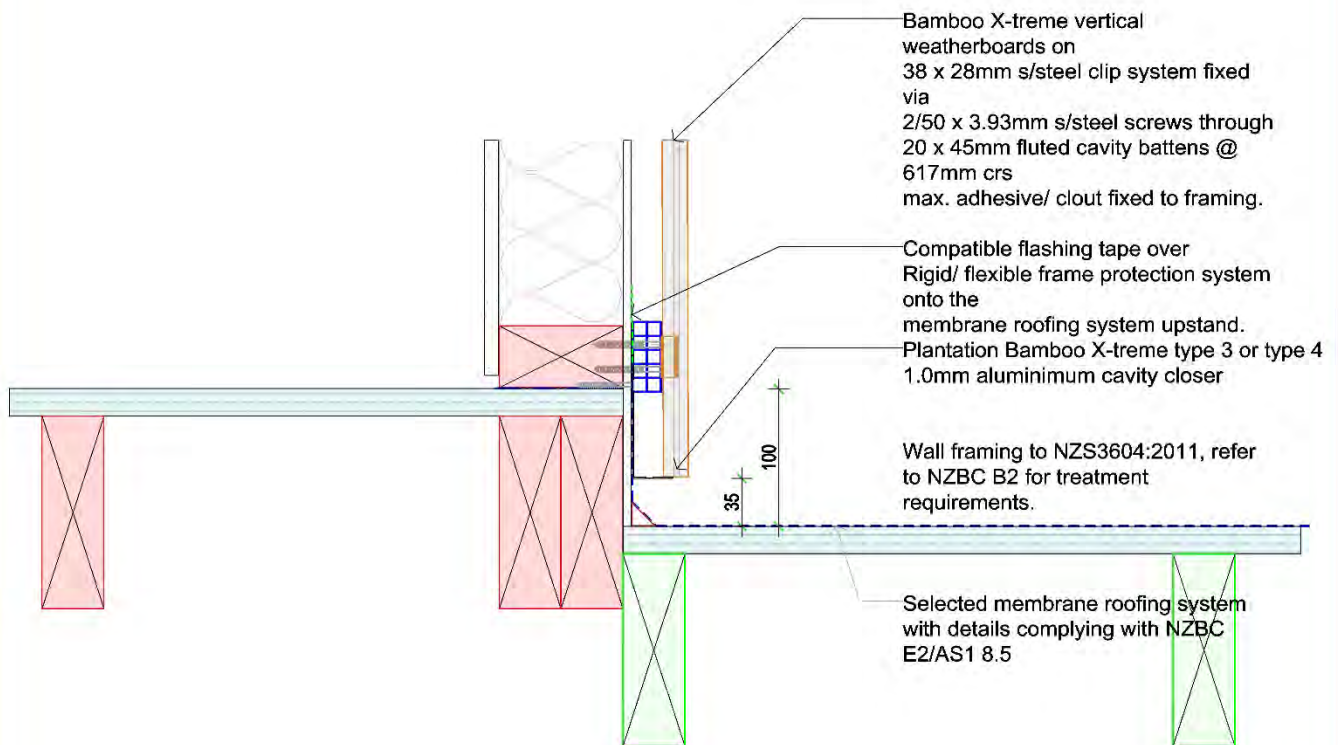 Bamboo X-treme vertical
weatherboards on
38 x 28mm s/steel clip system fixed
via
2/50 x 3.93mm s/steel screws through
20 x 45mm fluted cavity battens @
617mm crs
max. adhesive/ clout fixed to framing.
Compatible flashing tape over
Rigid/ flexible frame protection system
onto the
membrane roofing system upstand.
Plantation Bamboo X-treme type 3 or type 4
1.0mm aluminimum cavity closer
Wall framing to NZS3604:2011, refer
to NZBC B2 for treatment
requirements.
100
35
Selected membrane roofing system
with details complying with NZBC
E2/AS1 8.5